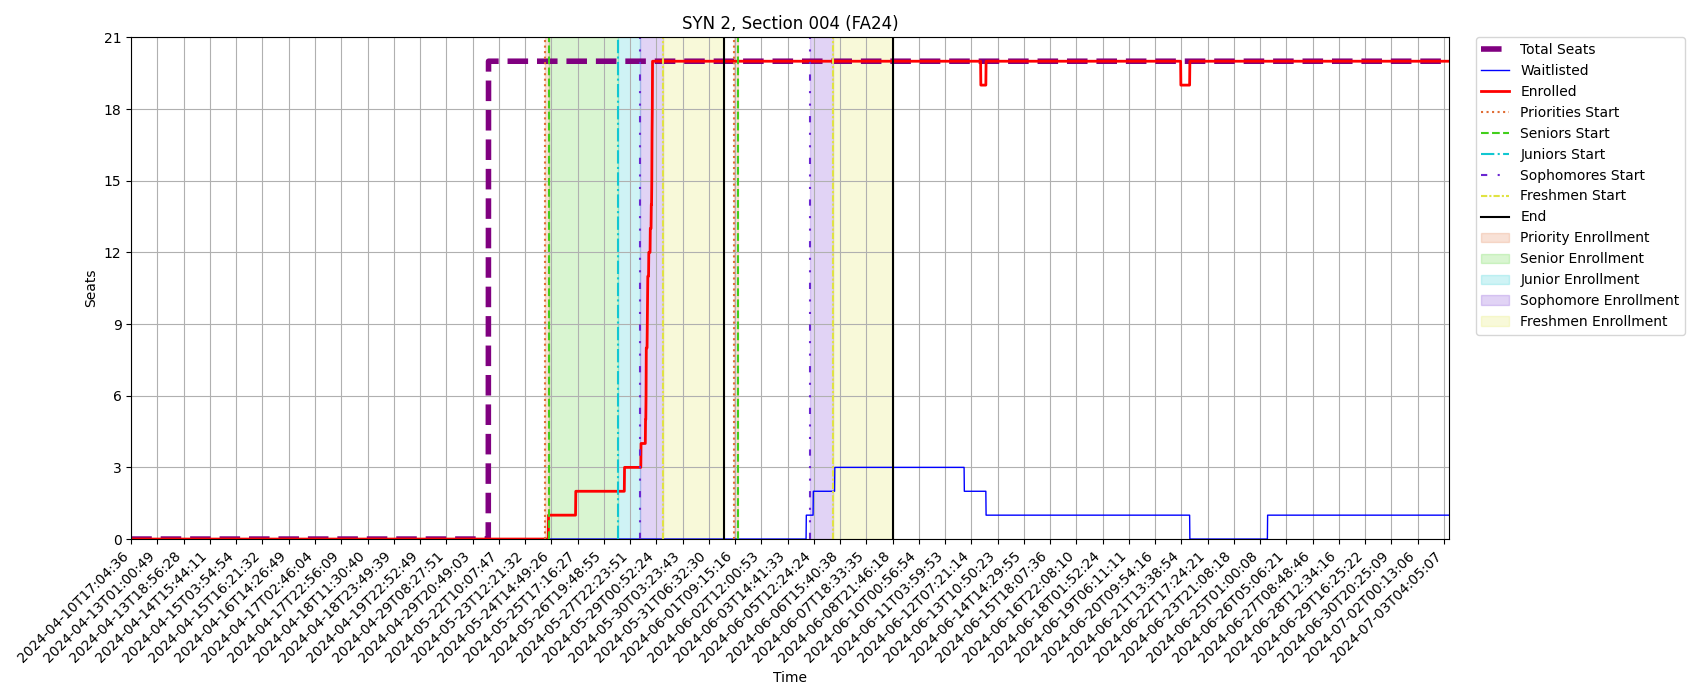 SYN 2, Section 004 (FA24)
21
18
15
12
9
6
3
0
Seats
2024-04-10T17:04:36
2024-04-13T01:00:49
2024-04-13T18:56:28
2024-04-14T15:44:11
2024-04-15T03:54:54
2024-04-15T16:21:32
2024-04-16T14:26:49
2024-04-17T02:46:04
2024-04-17T22:56:09
2024-04-18T11:30:40
2024-04-18T23:49:39
2024-04-19T22:52:49
2024-04-29T08:27:51
2024-04-29T20:49:03
2024-05-22T10:07:47
2024-05-23T12:21:32
2024-05-24T14:49:26
2024-05-25T17:16:27
2024-05-26T19:48:55
2024-05-27T22:23:51
2024-05-29T00:52:24
2024-05-30T03:23:43
2024-05-31T06:32:30
2024-06-01T09:15:16
2024-06-02T12:00:53
2024-06-03T14:41:33
2024-06-05T12:24:24
2024-06-06T15:40:38
2024-06-07T18:33:35
2024-06-08T21:46:18
2024-06-10T00:56:54
2024-06-11T03:59:53
2024-06-12T07:21:14
2024-06-13T10:50:23
2024-06-14T14:29:55
2024-06-15T18:07:36
2024-06-16T22:08:10
2024-06-18T01:52:24
2024-06-19T06:11:11
2024-06-20T09:54:16
2024-06-21T13:38:54
2024-06-22T17:24:21
2024-06-23T21:08:18
2024-06-25T01:00:08
2024-06-26T05:06:21
2024-06-27T08:48:46
2024-06-28T12:34:16
2024-06-29T16:25:22
2024-06-30T20:25:09
2024-07-02T00:13:06
2024-07-03T04:05:07
Time
Total Seats
Waitlisted
Enrolled
Priorities Start
Seniors Start
Juniors Start
Sophomores Start
Freshmen Start
End
Priority Enrollment
Senior Enrollment
Junior Enrollment
Sophomore Enrollment
Freshmen Enrollment